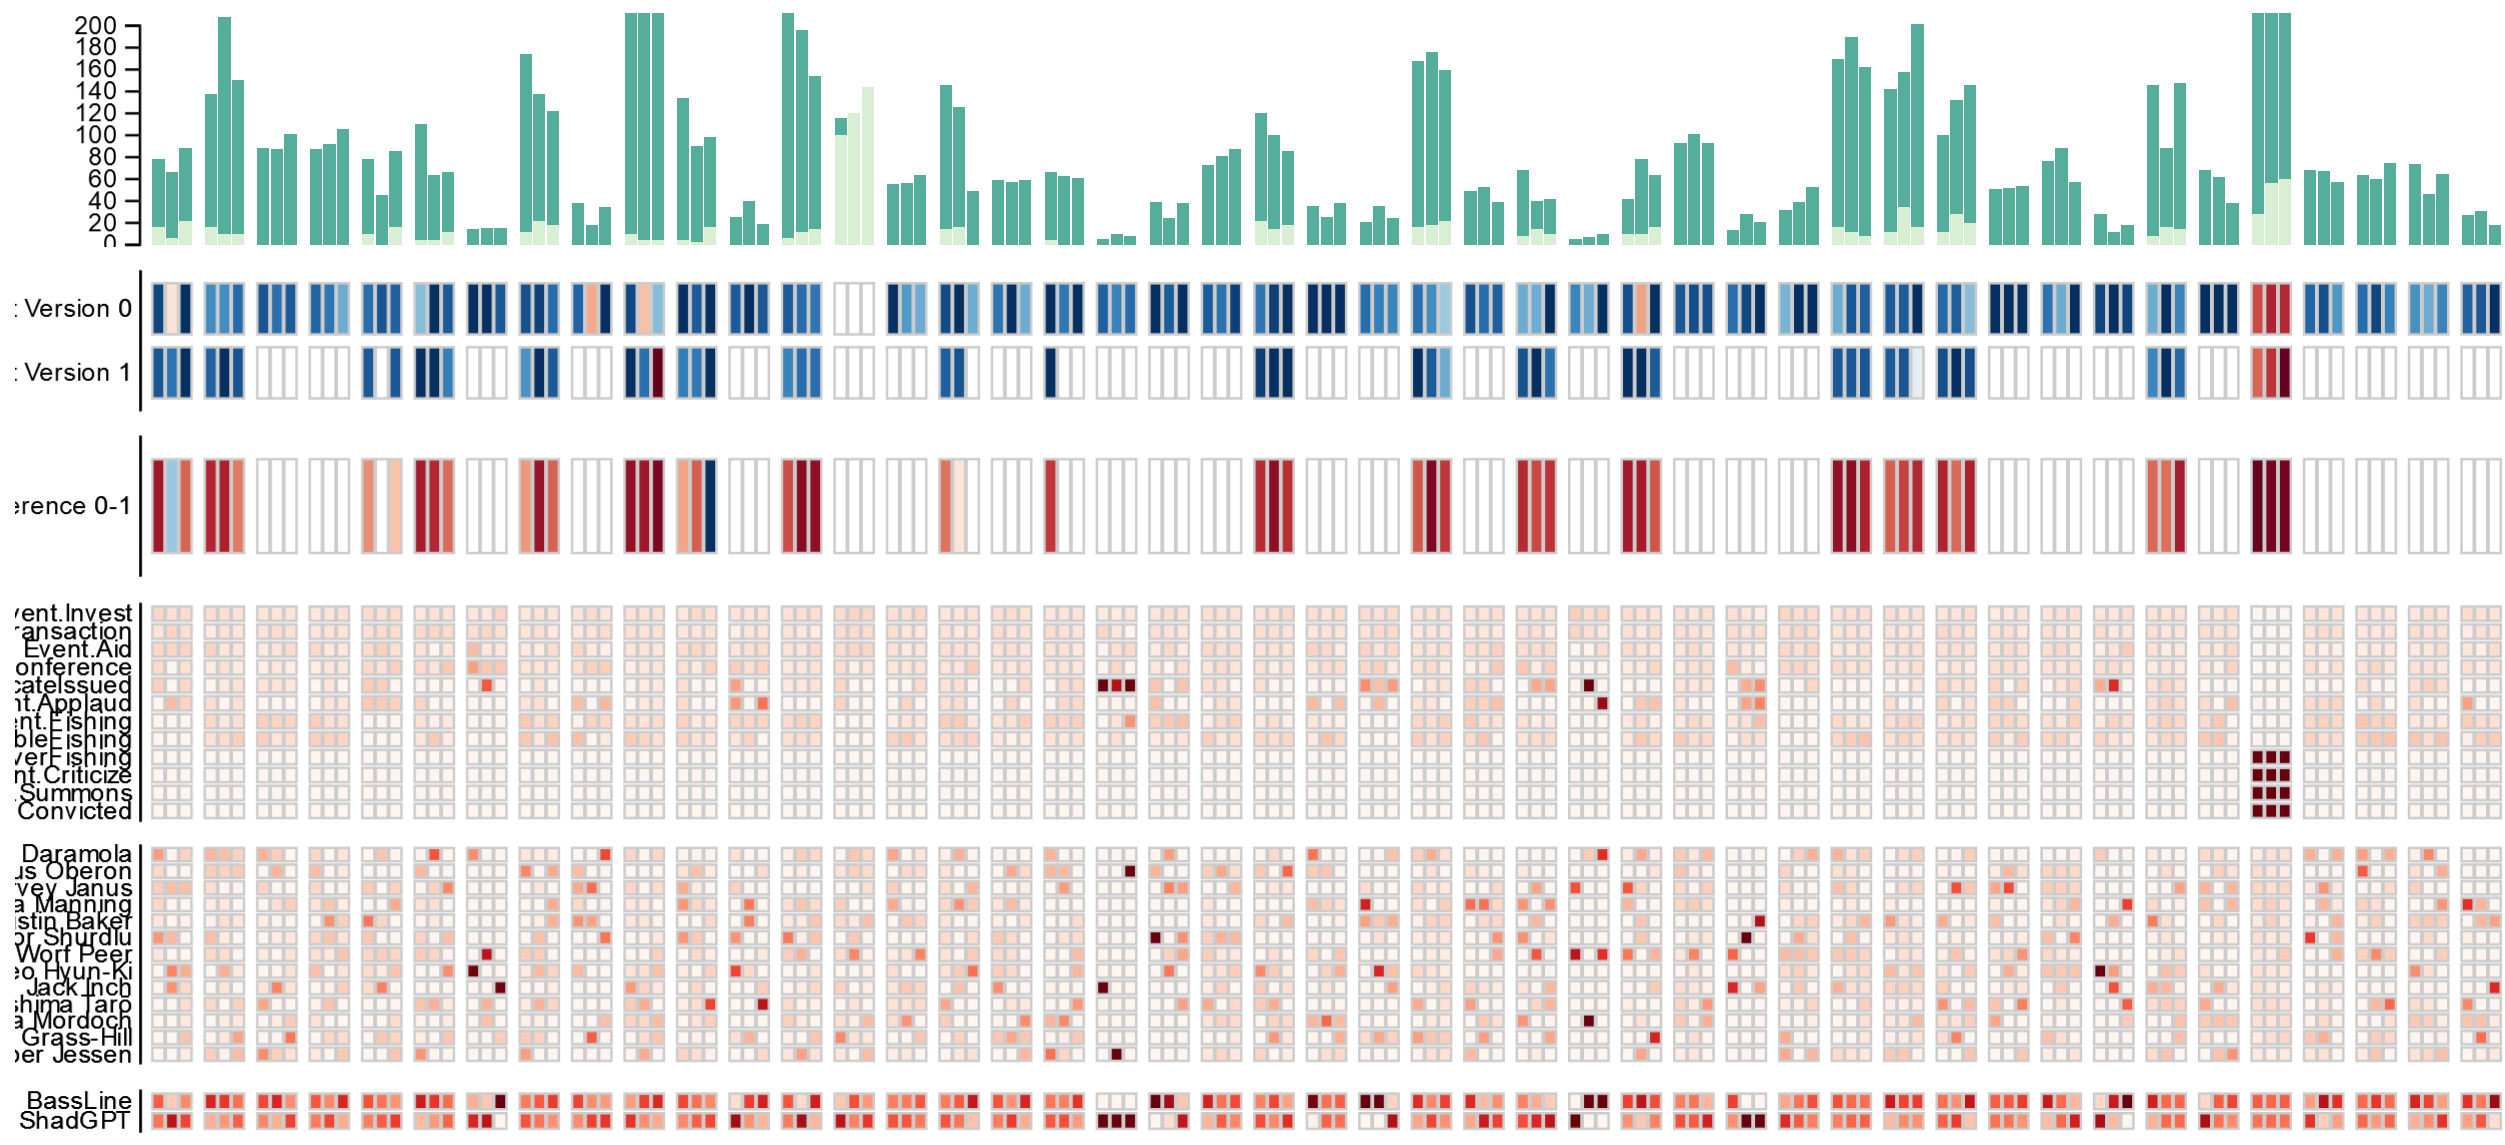 200
180
160
140
120
100
80
60
40
20
0
: Version 0
: Version 1
erence 0-1
ent.Invest
ansaction
Event.Aid
onference
cateIssued
nt.Applaud
nt.Fishing
bleFishing
verFishing
nt.Criticize
Summons
Convicted
Daramola
us Oberon
rvey Janus
a Manning
istin Baker
or Shurdlu
Worf Peer
eo Hyun-Ki
Jack Inch
shima Taro
a Mordoch
Grass-Hill
per Jessen
BassLine
ShadGPT